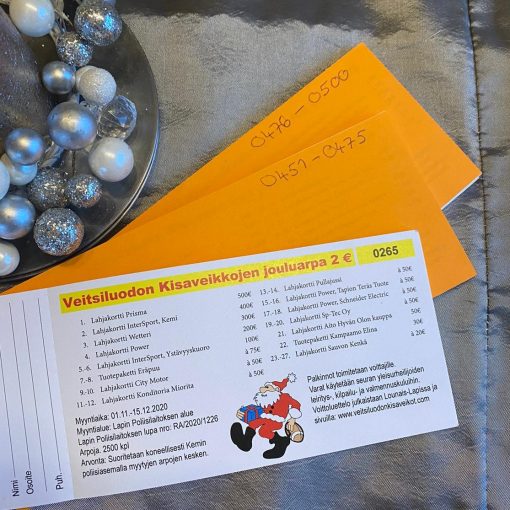 0476 - 0500
0451 - 0475
Veitsiluodon Kisaveikkojen jouluarpa 2 € 0265
1. Lahjakortti Prisma 500€
2. Lahjakortti InterSport, Kemi 400€
3. Lahjakortti Wetteri 300€
4. Lahjakortti Power 200€
5.-6. Lahjakortti InterSport, Ystävyyskuoro 100€
7.-8. Tuotepaketti Eräpuu à 75€
9.-10. Lahjakortti City Motor à 50€
11.-12. Lahjakortti Konditoria Miorita à 50€
13.-14. Lahjakortti Pullajussi à 50€
15.-16. Lahjakortti Power, Tapion Teräs Tuote à 50€
17.-18. Lahjakortti Power, Schneider Electric à 50€
19.-20. Lahjakortti Sp-Tec Oy à 50€
21. Lahjakortti Aito Hyvän Olon kauppa 50€
22. Tuotepaketti Kampaamo Elina 30€
23.-27. Lahjakortti Sauvon Kenkä à 20€
Myyntiaika: 01.11.-15.12.2020
Myyntialue: Lapin Poliisilaitoksen alue
Lapin Poliisilaitoksen lupa nro: RA/2020/1226
Arpoja. 2500 kpl
Arvonta: Suoritetaan koneellisesti Kemin
poliisiasemalla myytyjen arpojen kesken.
Palkinnot toimitetaan voittajille.
Varat käytetään seuran yleisurheilijoiden
leiritys-, kilpailu- ja valmennuskuluihin.
Voittoluettelo julkaistaan Lounais-Lapissa ja
sivuilla: www.veitsiluodonkisaveikot.com
Nimi
Osoite
Puh.